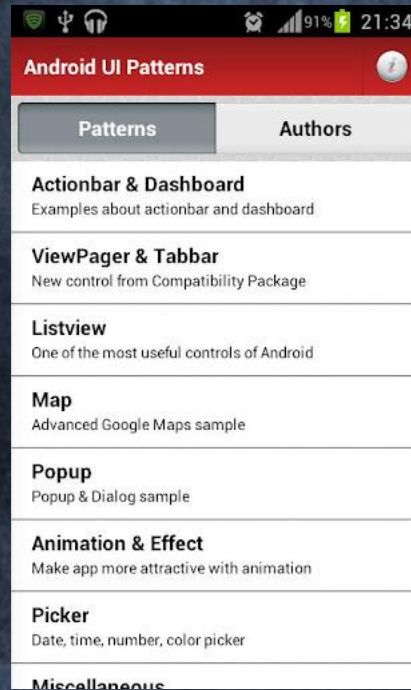 91% 21:34
Android UI Patterns
Patterns Authors
Actionbar & Dashboard
Examples about actionbar and dashboard
ViewPager & Tabbar
New control from Compatibility Package
Listview
One of the most useful controls of Android
Map
Advanced Google Maps sample
Popup
Popup & Dialog sample
Animation & Effect
Make app more attractive with animation
Picker
Date, time, number, color picker
Miscellaneous